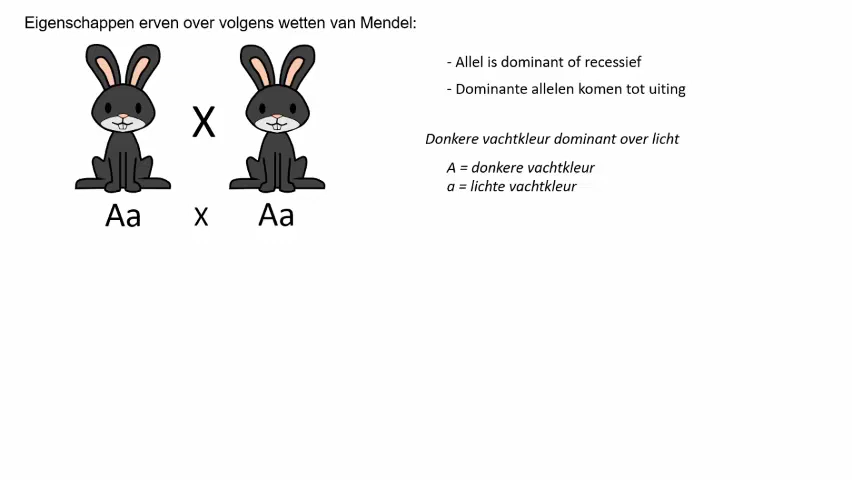 Eigenschappen erven over volgens wetten van Mendel:
X
Aa x Aa
- Allel is dominant of recessief
- Dominante allelen komen tot uiting
Donkere vachtkleur dominant over licht
A = donkere vachtkleur
a = lichte vachtkleur